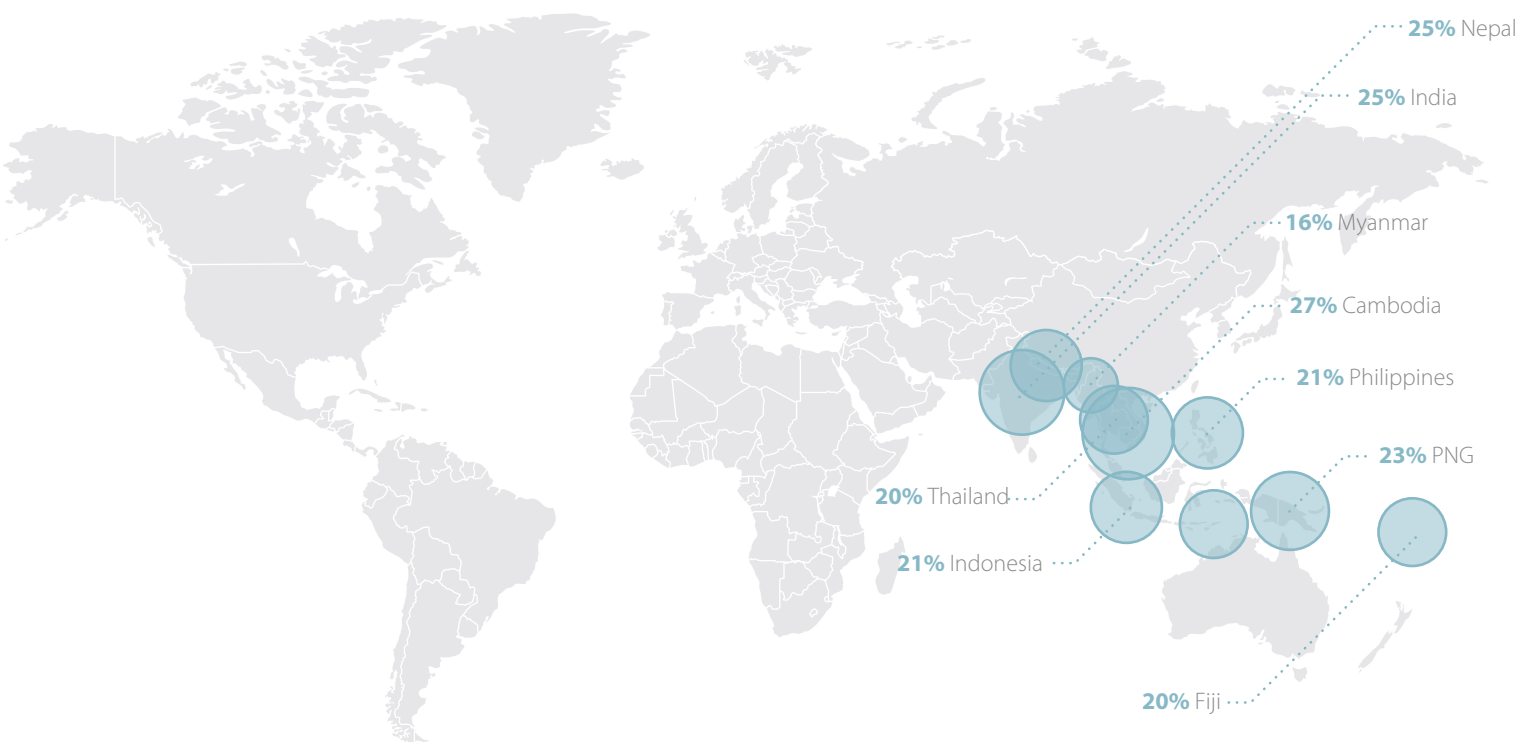 25% Nepal
25% India
16% Myanmar
27% Cambodia
21% Philippines
23% PNG
20% Thailand
21% Indonesia
20% Fiji